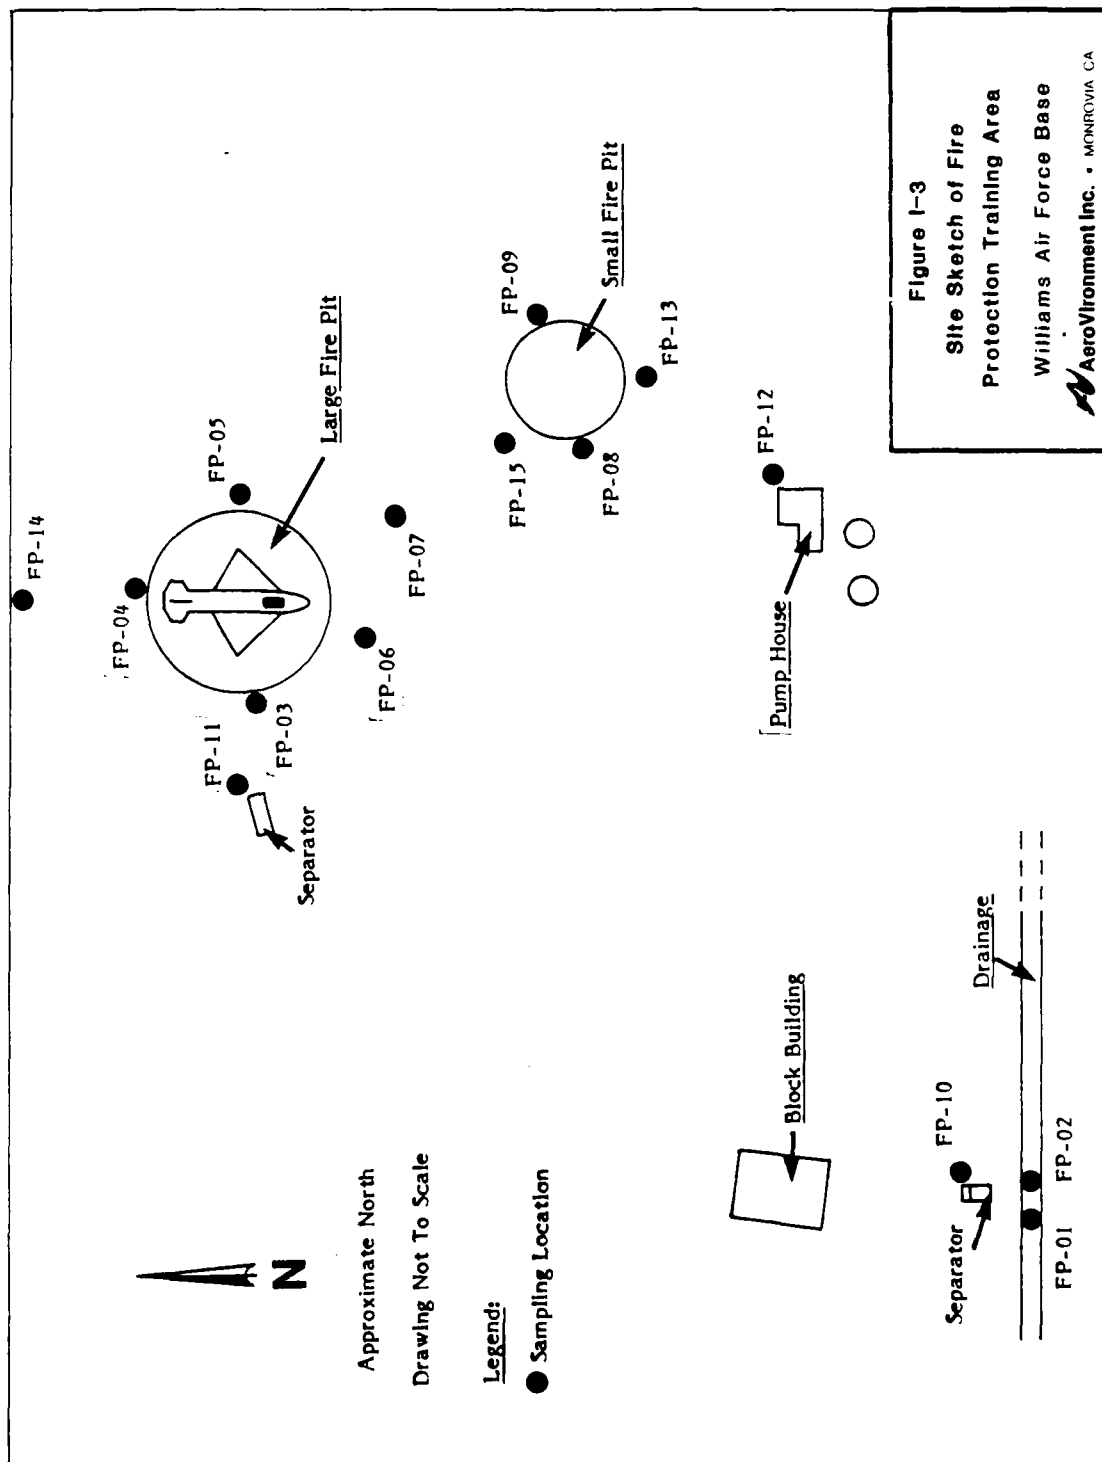 FP-14
FP-04
FP-05
FP-11
FP-03
Large Fire Pit
Separator
FP-06
FP-07
N
Approximate North
Drawing Not To Scale
Legend:
Sampling Location
FP-15
FP-09
FP-08
Small Fire Pit
FP-13
FP-12
Pump House
Block Building
FP-10
Separator
Drainage
FP-01
FP-02
Figure I-3
Site Sketch of Fire
Protection Training Area
Williams Air Force Base
AeroVironment Inc. • MONROVIA CA